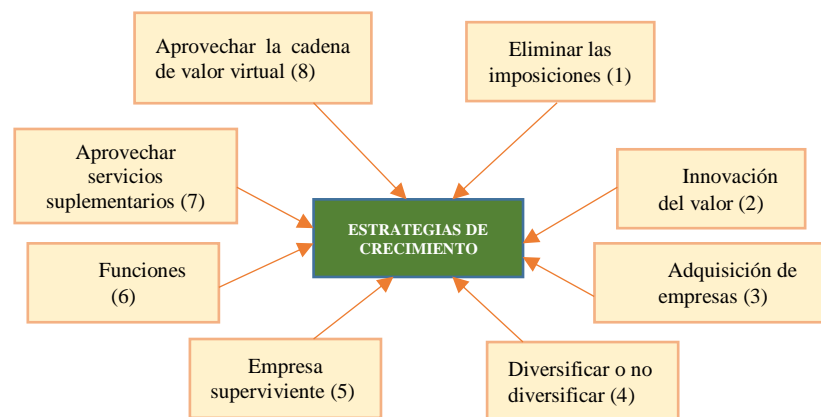 Aprovechar la cadena
de valor virtual (8)
Eliminar las
imposiciones (1)
Aprovechar
servicios
suplementarios (7)
Innovación
del valor (2)
ESTRATEGIAS DE
CRECIMIENTO
Funciones
(6)
Adquisición de
empresas (3)
Empresa
superviviente (5)
Diversificar o no
diversificar (4)